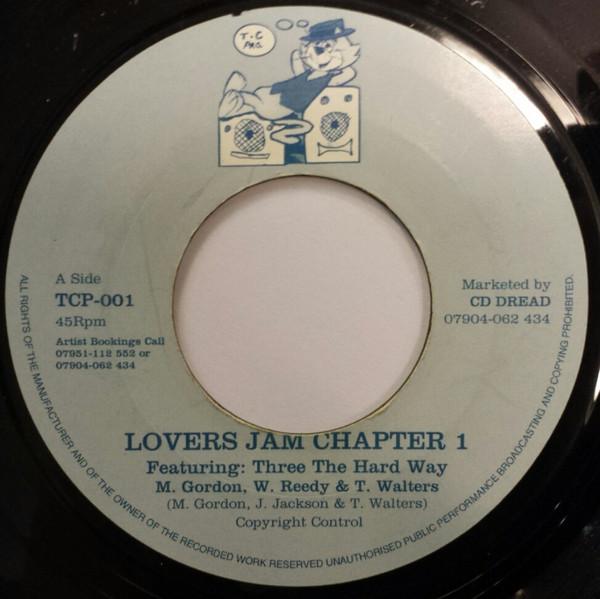 T.C
PRO.
A Side
TCP-001
45Rpm
Artist Bookings Call
07951-112 552 or
07904-062 434
Marketed by
CD DREAD
07904-062 434
LOVERS JAM CHAPTER 1
Featuring: Three The Hard Way
M. Gordon, W. Reedy & T. Walters
(M. Gordon, J. Jackson & T. Walters)
Copyright Control
ALL RIGHTS OF THE MANUFACTURER AND OF THE OWNER OF THE RECORDED WORK RESERVED UNAUTHORISED PUBLIC PERFORMANCE BROADCASTING AND COPYING PROHIBITED.